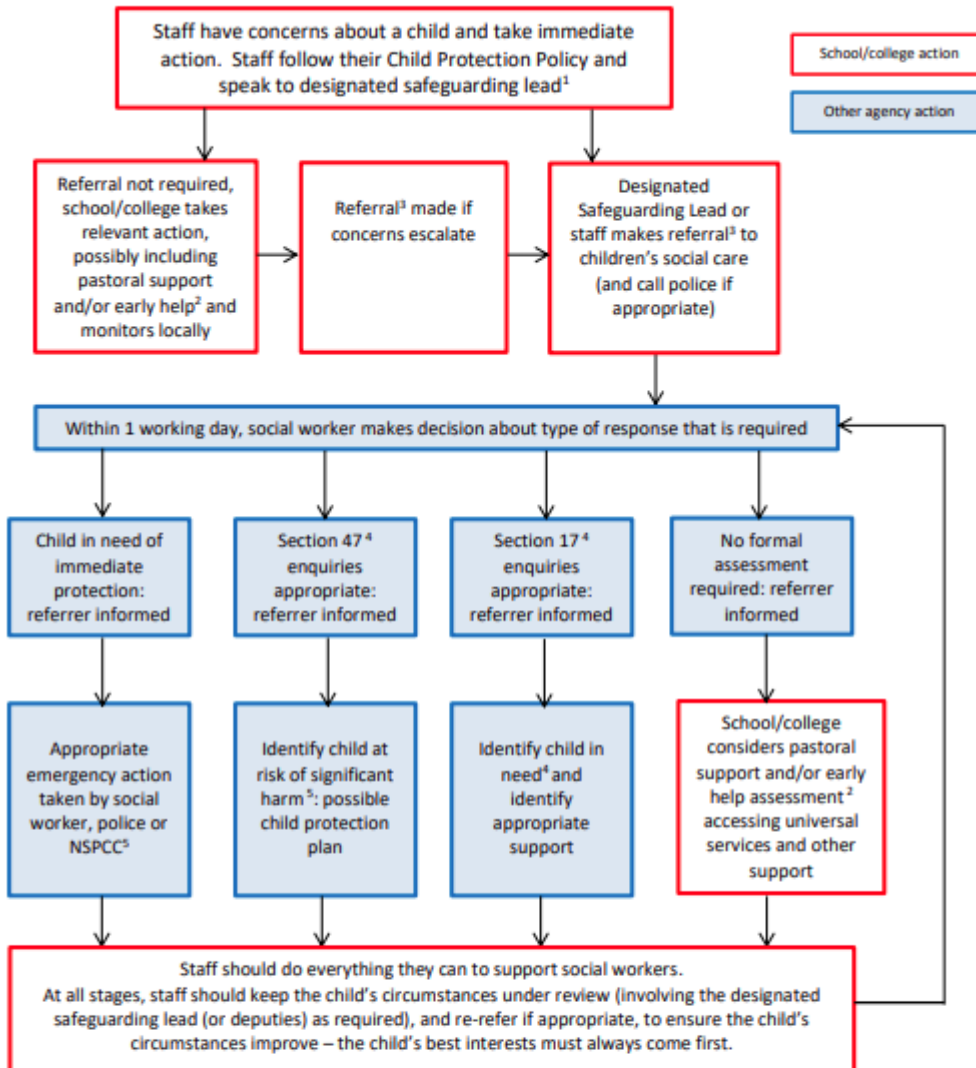 Staff have concerns about a child and take immediate
action.  Staff follow their Child Protection Policy and
speak to designated safeguarding lead¹
School/college action
Other agency action
Referral not required,
school/college takes
relevant action,
possibly including
pastoral support
and/or early help² and
monitors locally
Referral³ made if
concerns escalate
Designated
Safeguarding Lead or
staff makes referral³ to
children’s social care
(and call police if
appropriate)
Within 1 working day, social worker makes decision about type of response that is required
Child in need of
immediate
protection:
referrer informed
Section 47⁴
enquiries
appropriate:
referrer informed
Section 17⁴
enquiries
appropriate:
referrer informed
No formal
assessment
required: referrer
informed
Appropriate
emergency action
taken by social
worker, police or
NSPCC⁵
Identify child at
risk of significant
harm⁵: possible
child protection
plan
Identify child in
need⁴ and
identify
appropriate
support
School/college
considers pastoral
support and/or early
help assessment²
accessing universal
services and other
support
Staff should do everything they can to support social workers.
At all stages, staff should keep the child’s circumstances under review (involving the designated
safeguarding lead (or deputies) as required), and re-refer if appropriate, to ensure the child’s
circumstances improve – the child’s best interests must always come first.